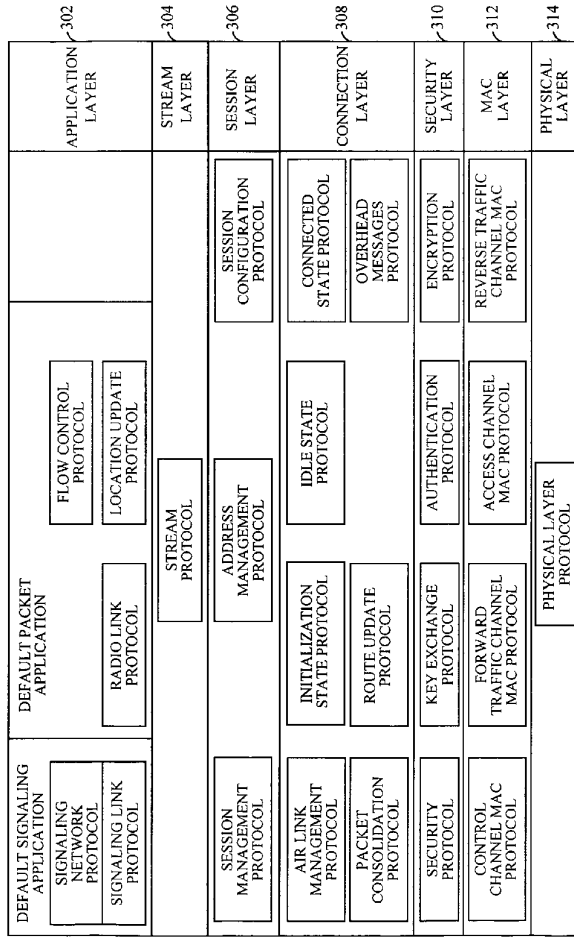 DEFAULT SIGNALING
APPLICATION
SIGNALING
NETWORK
PROTOCOL
SIGNALING LINK
PROTOCOL
DEFAULT PACKET
APPLICATION
RADIO LINK
PROTOCOL
FLOW CONTROL
PROTOCOL
LOCATION UPDATE
PROTOCOL
APPLICATION
LAYER
302
STREAM
PROTOCOL
STREAM
LAYER
304
SESSION
MANAGEMENT
PROTOCOL
ADDRESS
MANAGEMENT
PROTOCOL
SESSION
CONFIGURATION
PROTOCOL
SESSION
LAYER
306
AIR LINK
MANAGEMENT
PROTOCOL
INITIALIZATION
STATE PROTOCOL
IDLE STATE
PROTOCOL
CONNECTED
STATE PROTOCOL
PACKET
CONSOLIDATION
PROTOCOL
ROUTE UPDATE
PROTOCOL
OVERHEAD
MESSAGES
PROTOCOL
CONNECTION
LAYER
308
SECURITY
PROTOCOL
KEY EXCHANGE
PROTOCOL
AUTHENTICATION
PROTOCOL
ENCRYPTION
PROTOCOL
SECURITY
LAYER
310
CONTROL
CHANNEL MAC
PROTOCOL
FORWARD
TRAFFIC CHANNEL
MAC PROTOCOL
ACCESS CHANNEL
MAC PROTOCOL
REVERSE TRAFFIC
CHANNEL MAC
PROTOCOL
MAC
LAYER
312
PHYSICAL LAYER
PROTOCOL
PHYSICAL
LAYER
314